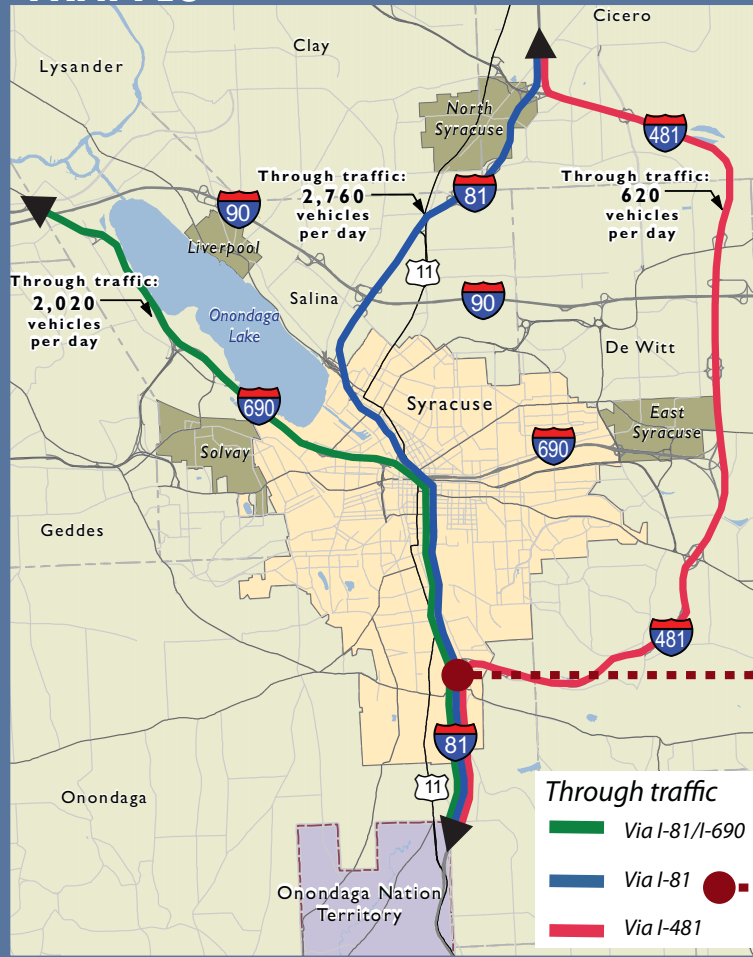 Cicero
Clay
Lysander
North
Syracuse
481
Through traffic:
2,760
vehicles
per day
81
Through traffic:
620
vehicles
per day
90
Liverpool
11
Through traffic:
2,020
vehicles
per day
Salina
90
Onondaga
Lake
De Witt
690
Syracuse
East
Syracuse
690
Solvay
Geddes
481
81
11
Onondaga
Onondaga Nation
Territory
Through traffic
Via I-81/I-690
Via I-81
Via I-481